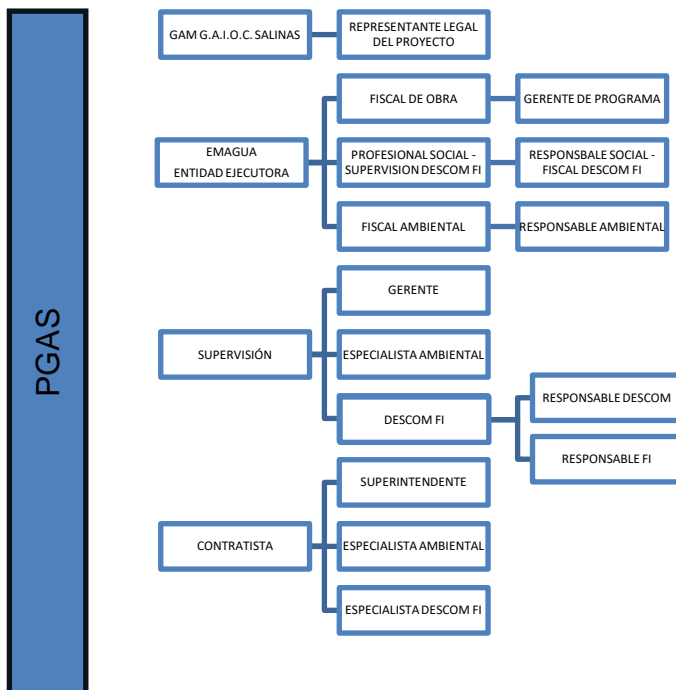 PGAS
GAM G.A.I.O.C. SALINAS
REPRESENTANTE LEGAL
DEL PROYECTO
EMAGUA
ENTIDAD EJECUTORA
FISCAL DE OBRA
GERENTE DE PROGRAMA
PROFESIONAL SOCIAL -
SUPERVISION DESCOM FI
RESPONSBALE SOCIAL -
FISCAL DESCOM FI
FISCAL AMBIENTAL
RESPONSABLE AMBIENTAL
SUPERVISIÓN
GERENTE
ESPECIALISTA AMBIENTAL
DESCOM FI
RESPONSABLE DESCOM
RESPONSABLE FI
CONTRATISTA
SUPERINTENDENTE
ESPECIALISTA AMBIENTAL
ESPECIALISTA DESCOM FI